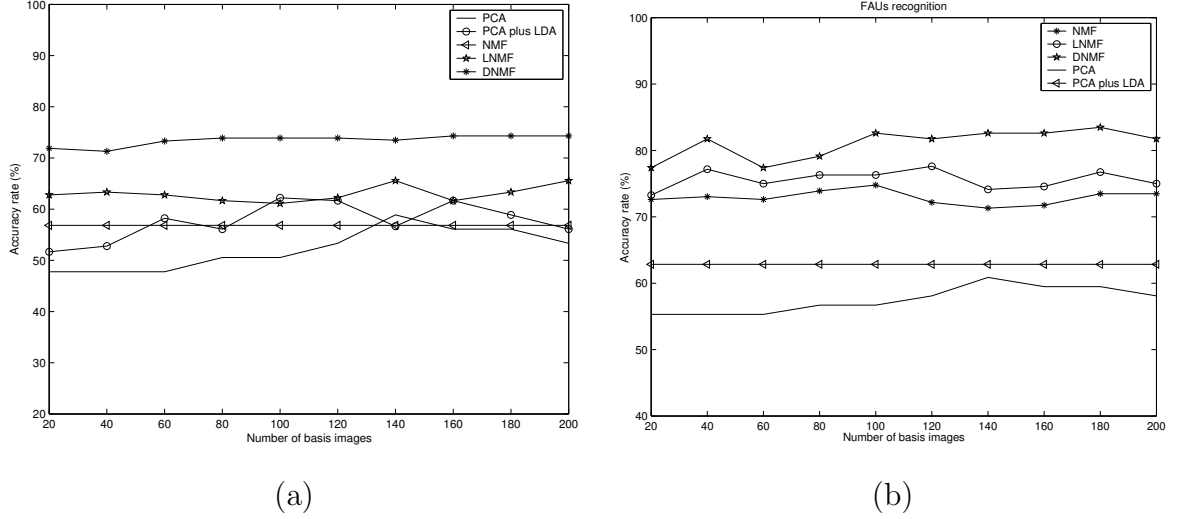 100
90
80
70
60
50
40
30
20
20 40 60 80 100 120 140 160 180 200
Accuracy rate (%)
Number of basis images
PCA
PCA plus LDA
NMF
LNMF
DNMF
(a)
FAUs recognition
100
90
80
70
60
50
40
20 40 60 80 100 120 140 160 180 200
Accuracy rate (%)
Number of basis images
NMF
LNMF
DNMF
PCA
PCA plus LDA
(b)